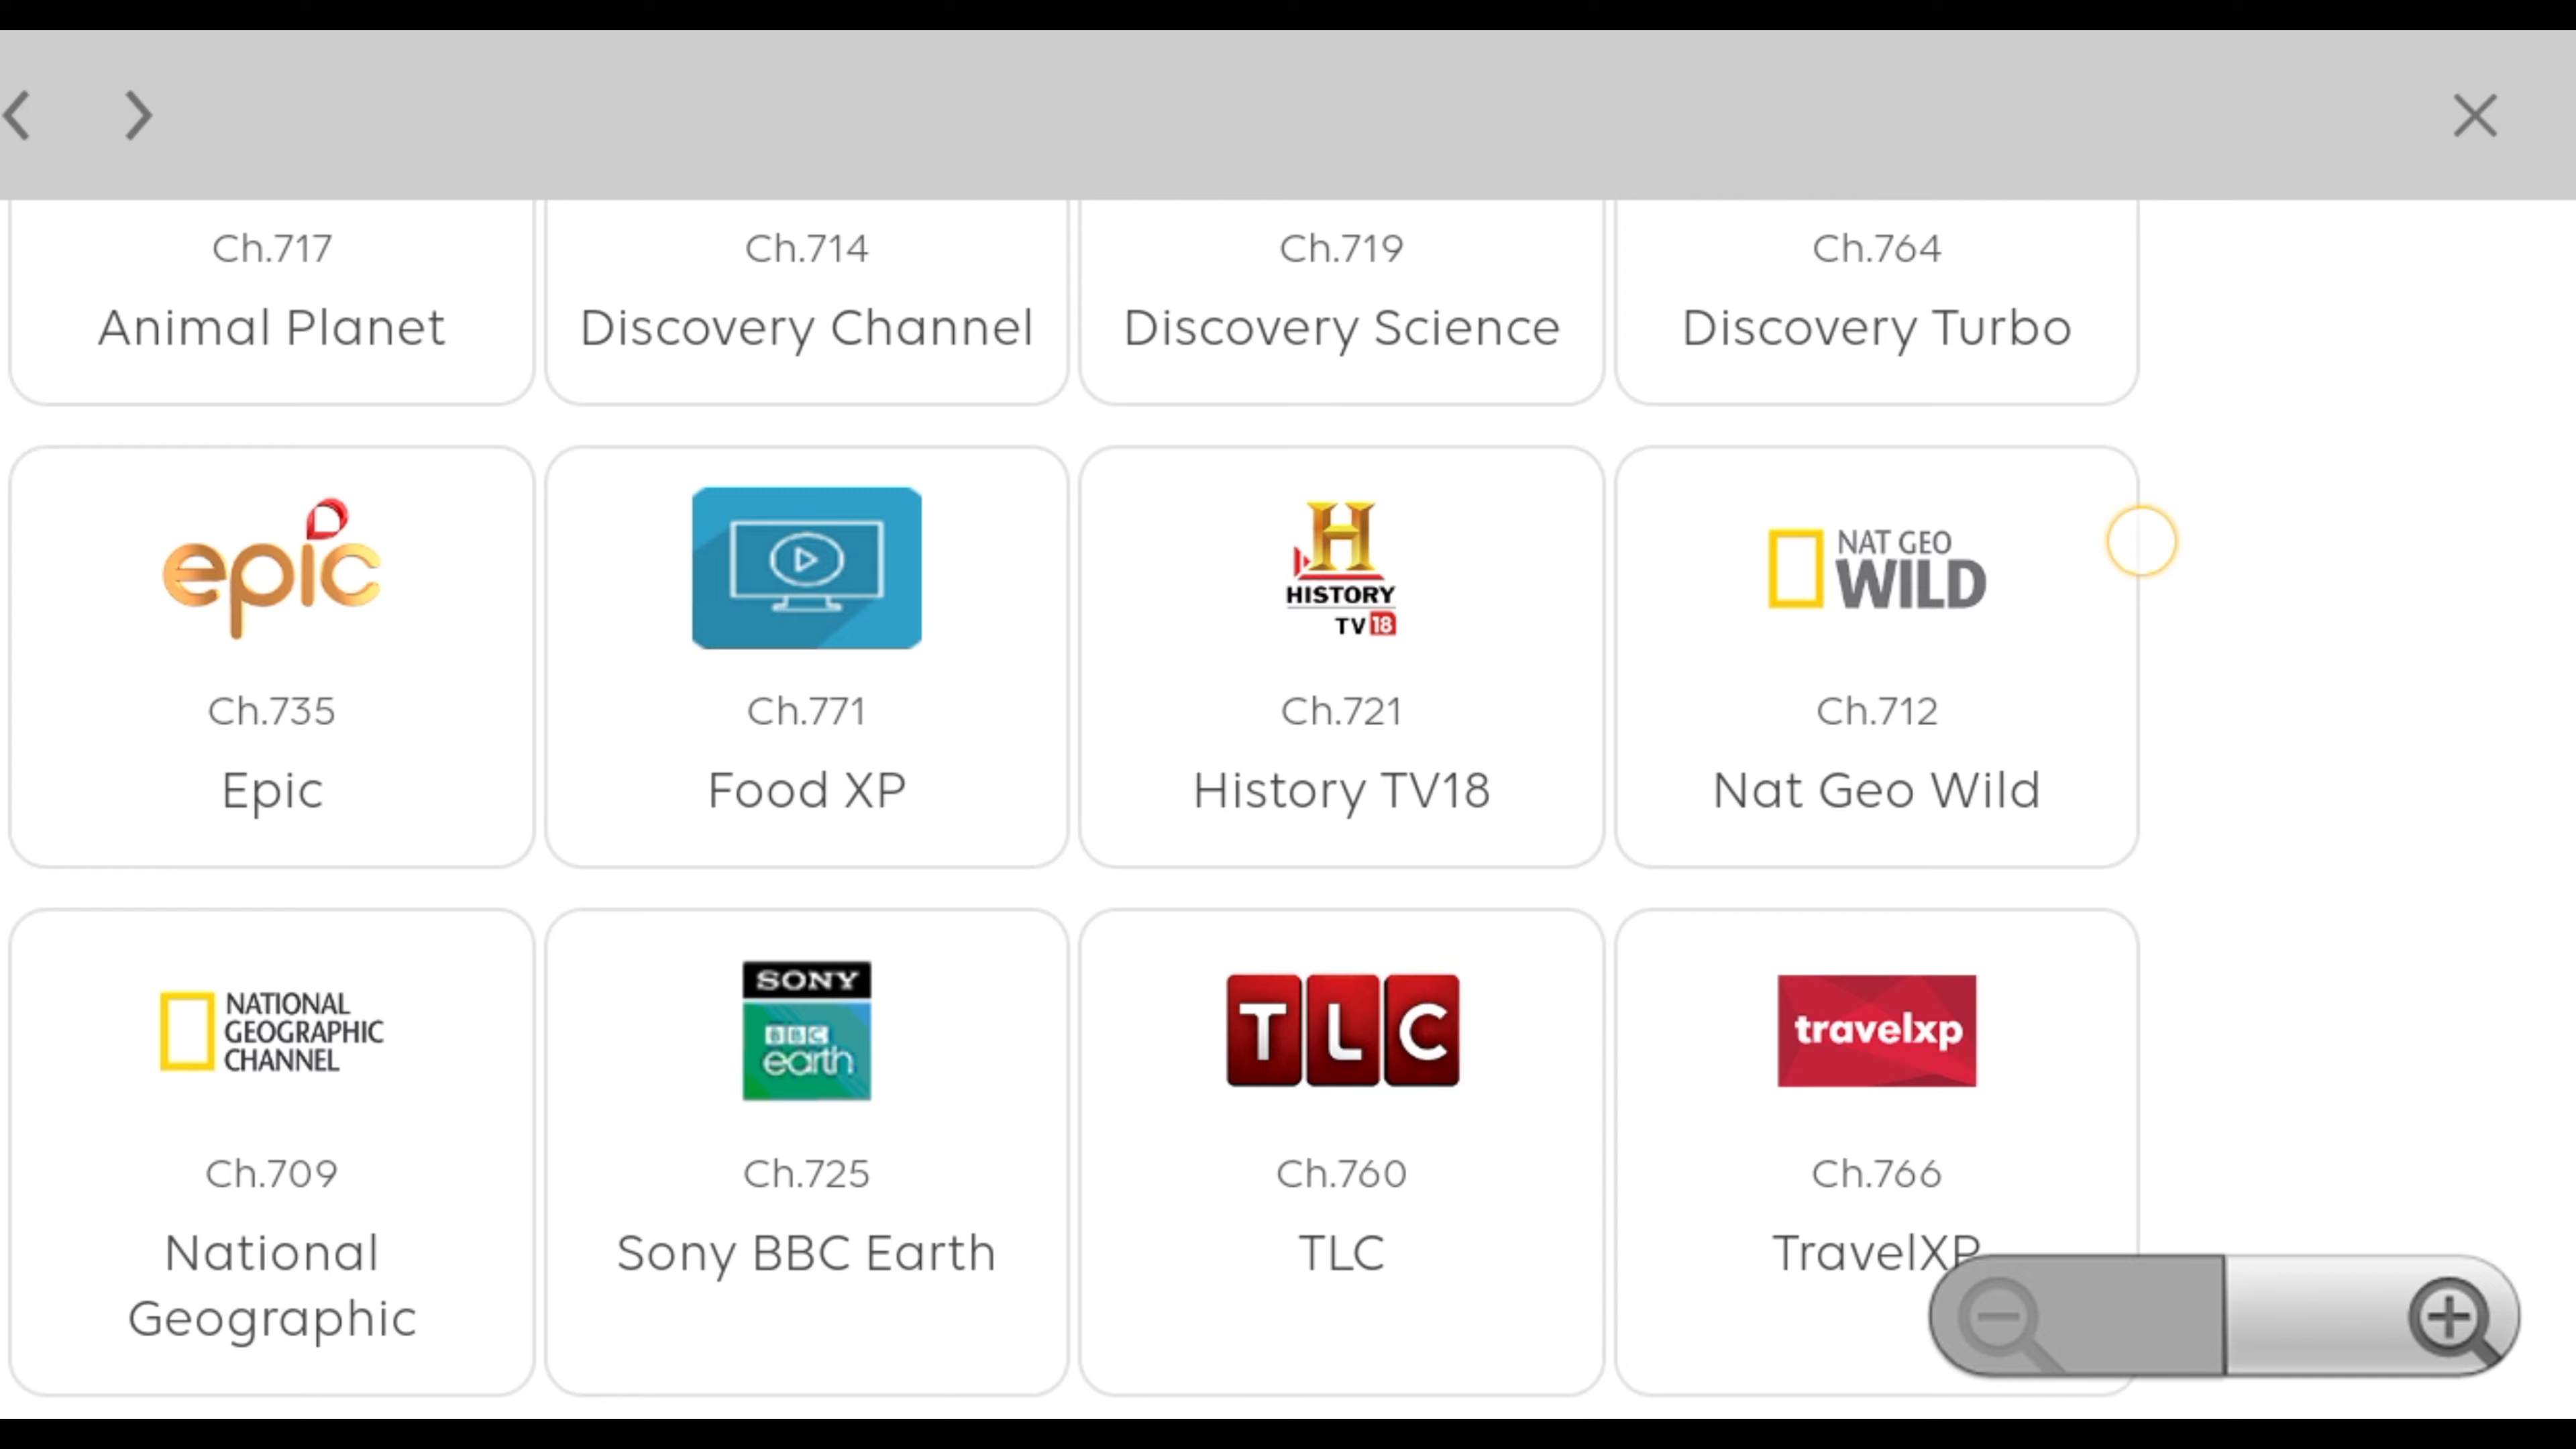 Ch.717 Ch.714 Ch.719 Ch.764
Animal Planet Discovery Channel Discovery Science Discovery Turbo
epic
Ch.735
Epic
Ch.771
Food XP
HISTORY
TV 18
Ch.721
History TV18
NAT GEO
WILD
Ch.712
Nat Geo Wild
NATIONAL
GEOGRAPHIC
CHANNEL
Ch.709
National
Geographic
SONY
BBC
earth
Ch.725
Sony BBC Earth
TLC
Ch.760
TLC
travelxp
Ch.766
TravelXP